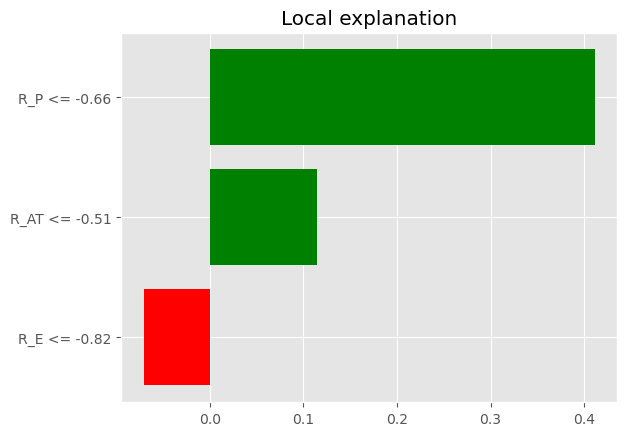 Local explanation
R_P <= -0.66
R_AT <= -0.51
R_E <= -0.82
0.0 0.1 0.2 0.3 0.4